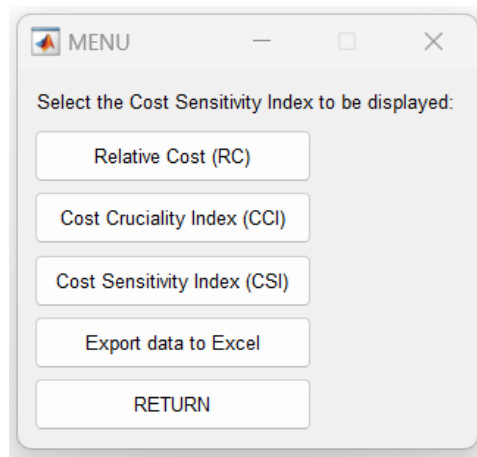 MENU
Select the Cost Sensitivity Index to be displayed:
Relative Cost (RC)
Cost Cruciality Index (CCI)
Cost Sensitivity Index (CSI)
Export data to Excel
RETURN